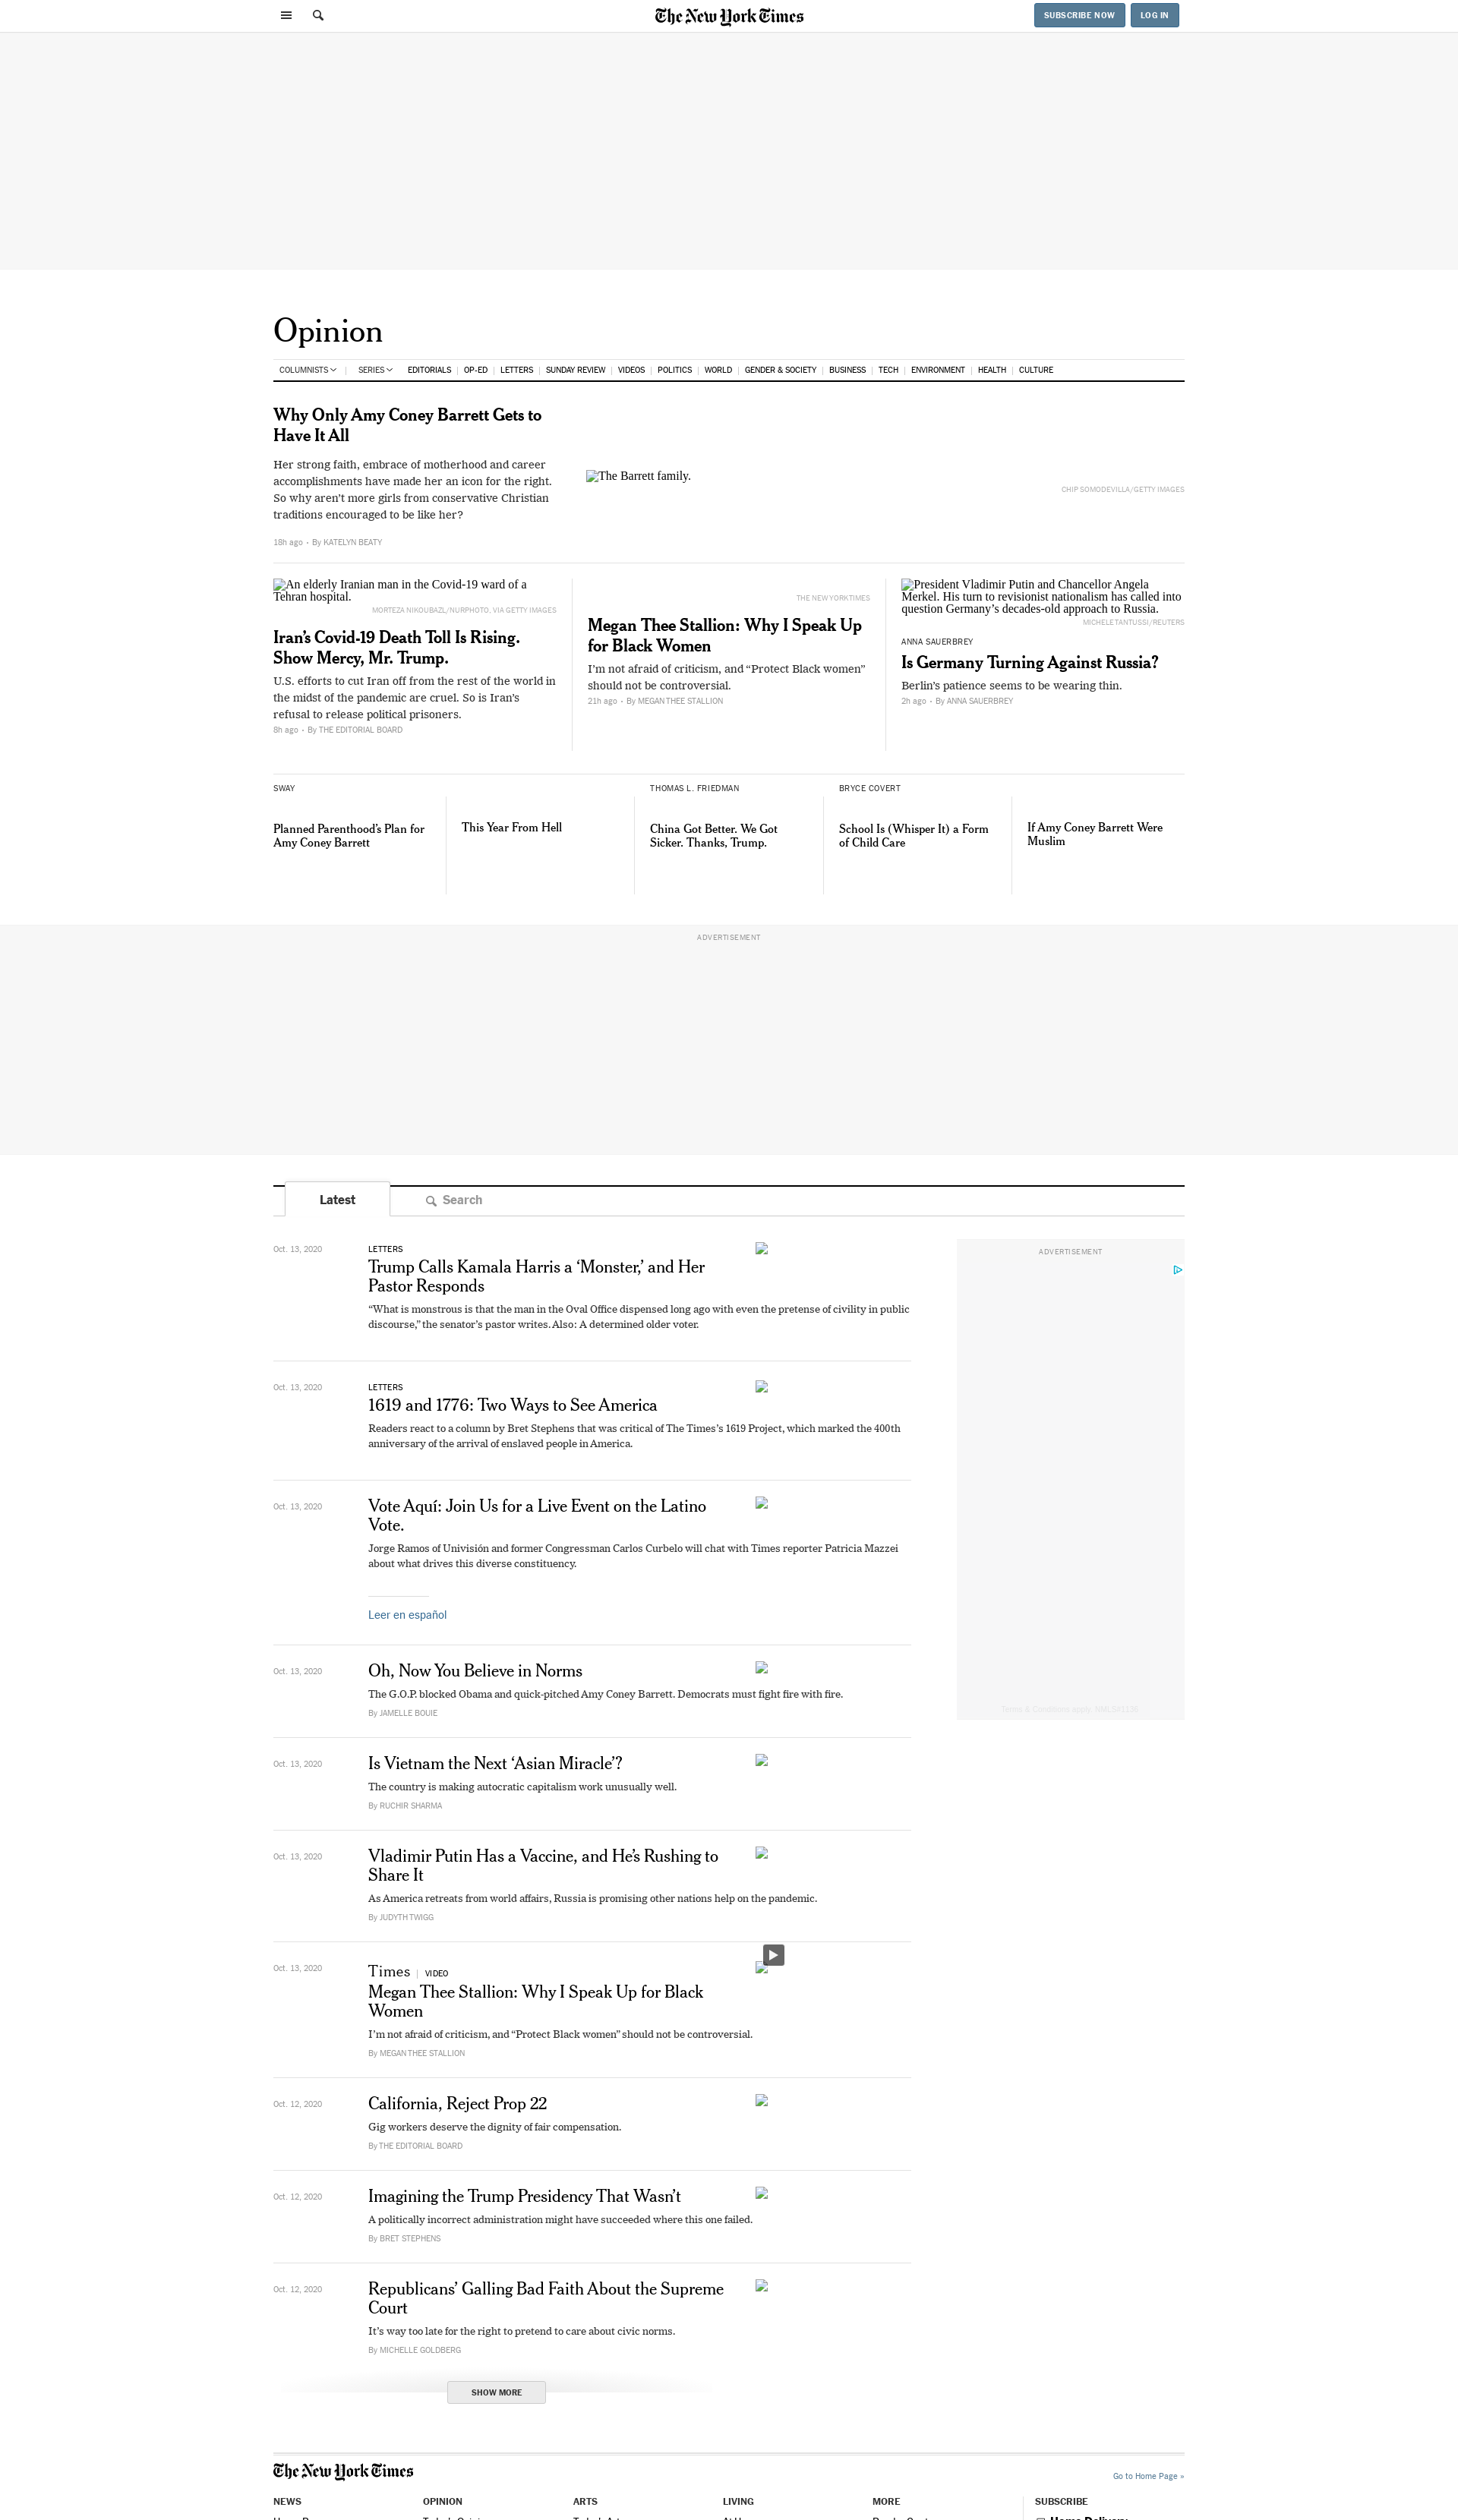 The New York Times
SUBSCRIBE NOW
LOG IN
Opinion
COLUMNISTS
SERIES
EDITORIALS
OP-ED
LETTERS
SUNDAY REVIEW
VIDEOS
POLITICS
WORLD
GENDER & SOCIETY
BUSINESS
TECH
ENVIRONMENT
HEALTH
CULTURE
Why Only Amy Coney Barrett Gets to
Have It All
Her strong faith, embrace of motherhood and career
accomplishments have made her an icon for the right.
So why aren’t more girls from conservative Christian
traditions encouraged to be like her?
18h ago • By KATELYN BEATY
The Barrett family.
CHIP SOMODEVILLA/GETTY IMAGES
An elderly Iranian man in the Covid-19 ward of a
Tehran hospital.
MORTEZA NIKOUBAZL/NURPHOTO, VIA GETTY IMAGES
Iran’s Covid-19 Death Toll Is Rising.
Show Mercy, Mr. Trump.
U.S. efforts to cut Iran off from the rest of the world in
the midst of the pandemic are cruel. So is Iran’s
refusal to release political prisoners.
8h ago • By THE EDITORIAL BOARD
THE NEW YORK TIMES
Megan Thee Stallion: Why I Speak Up
for Black Women
I’m not afraid of criticism, and “Protect Black women”
should not be controversial.
21h ago • By MEGAN THEE STALLION
President Vladimir Putin and Chancellor Angela
Merkel. His turn to revisionist nationalism has called into
question Germany’s decades-old approach to Russia.
MICHELE TANTUSSI/REUTERS
ANNA SAUERBREY
Is Germany Turning Against Russia?
Berlin’s patience seems to be wearing thin.
2h ago • By ANNA SAUERBREY
SWAY
Planned Parenthood’s Plan for
Amy Coney Barrett
This Year From Hell
THOMAS L. FRIEDMAN
China Got Better. We Got
Sicker. Thanks, Trump.
BRYCE COVERT
School Is (Whisper It) a Form
of Child Care
If Amy Coney Barrett Were
Muslim
ADVERTISEMENT
Latest
Search
Oct. 13, 2020
LETTERS
Trump Calls Kamala Harris a ‘Monster,’ and Her
Pastor Responds
“What is monstrous is that the man in the Oval Office dispensed long ago with even the pretense of civility in public
discourse,” the senator’s pastor writes. Also: A determined older voter.
ADVERTISEMENT
Oct. 13, 2020
LETTERS
1619 and 1776: Two Ways to See America
Readers react to a column by Bret Stephens that was critical of The Times’s 1619 Project, which marked the 400th
anniversary of the arrival of enslaved people in America.
Oct. 13, 2020
Vote Aquí: Join Us for a Live Event on the Latino
Vote.
Jorge Ramos of Univisión and former Congressman Carlos Curbelo will chat with Times reporter Patricia Mazzei
about what drives this diverse constituency.
Leer en español
Oct. 13, 2020
Oh, Now You Believe in Norms
The G.O.P. blocked Obama and quick-pitched Amy Coney Barrett. Democrats must fight fire with fire.
By JAMELLE BOUIE
Oct. 13, 2020
Is Vietnam the Next ‘Asian Miracle’?
The country is making autocratic capitalism work unusually well.
By RUCHIR SHARMA
Oct. 13, 2020
Vladimir Putin Has a Vaccine, and He’s Rushing to
Share It
As America retreats from world affairs, Russia is promising other nations help on the pandemic.
By JUDYTH TWIGG
Oct. 13, 2020
Times | VIDEO
Megan Thee Stallion: Why I Speak Up for Black
Women
I’m not afraid of criticism, and “Protect Black women” should not be controversial.
By MEGAN THEE STALLION
Oct. 12, 2020
California, Reject Prop 22
Gig workers deserve the dignity of fair compensation.
By THE EDITORIAL BOARD
Oct. 12, 2020
Imagining the Trump Presidency That Wasn’t
A politically incorrect administration might have succeeded where this one failed.
By BRET STEPHENS
Oct. 12, 2020
Republicans’ Galling Bad Faith About the Supreme
Court
It’s way too late for the right to pretend to care about civic norms.
By MICHELLE GOLDBERG
SHOW MORE
The New York Times
Go to Home Page »
NEWS
OPINION
ARTS
LIVING
MORE
SUBSCRIBE